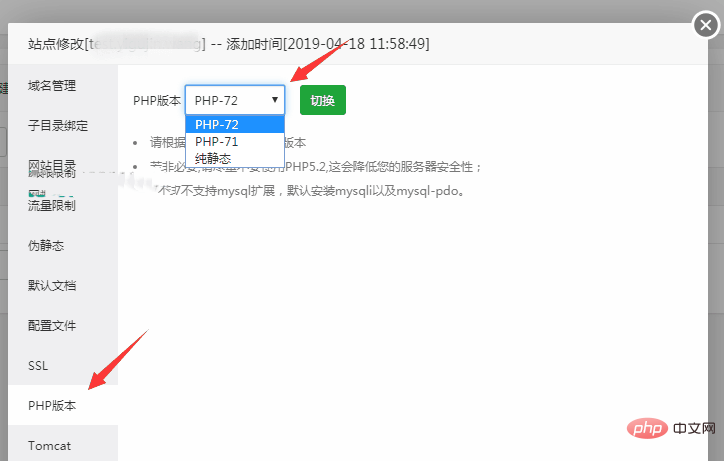 站点修改[te ] -- 添加时间[2019-04-18 11:58:49]
域名管理
子目录绑定
网站目录
流量限制
伪静态
默认文档
配置文件
SSL
PHP版本
Tomcat
PHP版本 PHP-72 切换
PHP-72
PHP-71
纯静态
请根据 版本
非必要,请尽量不要使用PHP5.2,这会降低您的服务器安全性；
不支持mysql扩展，默认安装mysqli以及mysql-pdo。
php 中文网